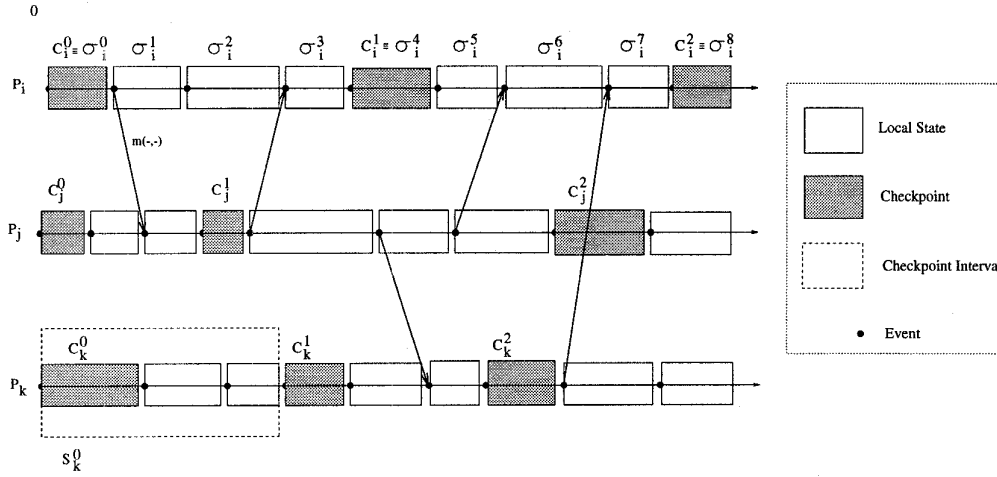 0
C_i^0 ≡ σ_i^0 σ_i^1 σ_i^2 σ_i^3 C_i^1 ≡ σ_i^4 σ_i^5 σ_i^6 σ_i^7 C_i^2 ≡ σ_i^8
P_i
m(-,-)
C_j^0 C_j^1 C_j^2
P_j
C_k^0 C_k^1 C_k^2
P_k
S_k^0
Local State
Checkpoint
Checkpoint Interva
Event